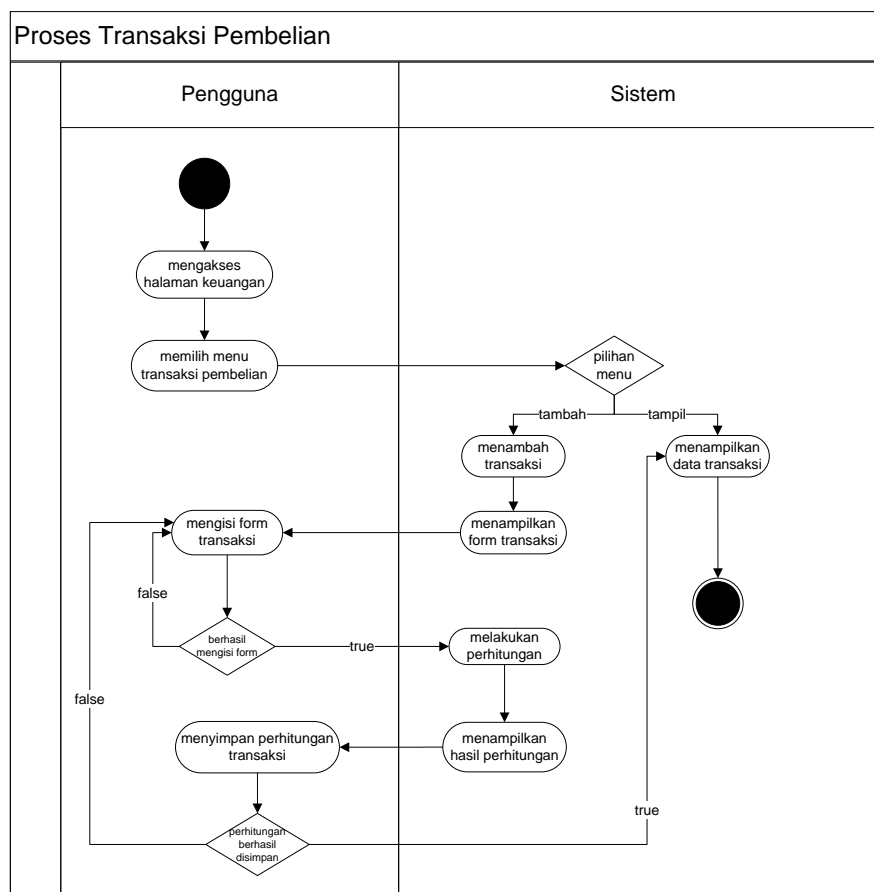 Proses Transaksi Pembelian
Pengguna
Sistem
mengakses
halaman keuangan
memilih menu
transaksi pembelian
pilihan
menu
tambah
tampil
menambah
transaksi
menampilkan
data transaksi
mengisi form
transaksi
menampilkan
form transaksi
false
berhasil
mengisi form
true
melakukan
perhitungan
false
menyimpan perhitungan
transaksi
menampilkan
hasil perhitungan
true
perhitungan
berhasil
disimpan